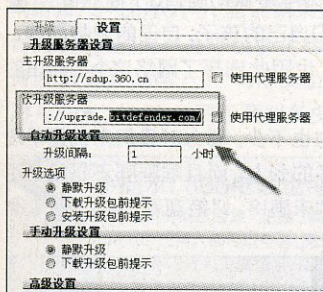 升级 设置
升级服务器设置
主升级服务器
http://sdup.360.cn 使用代理服务器
次升级服务器
://upgrade.bitdefender.com/ 使用代理服务器
自动升级设置
升级间隔: 1 小时
升级选项
静默升级
下载升级包前提示
安装升级包前提示
手动升级设置
静默升级
下载升级包前提示
高级设置